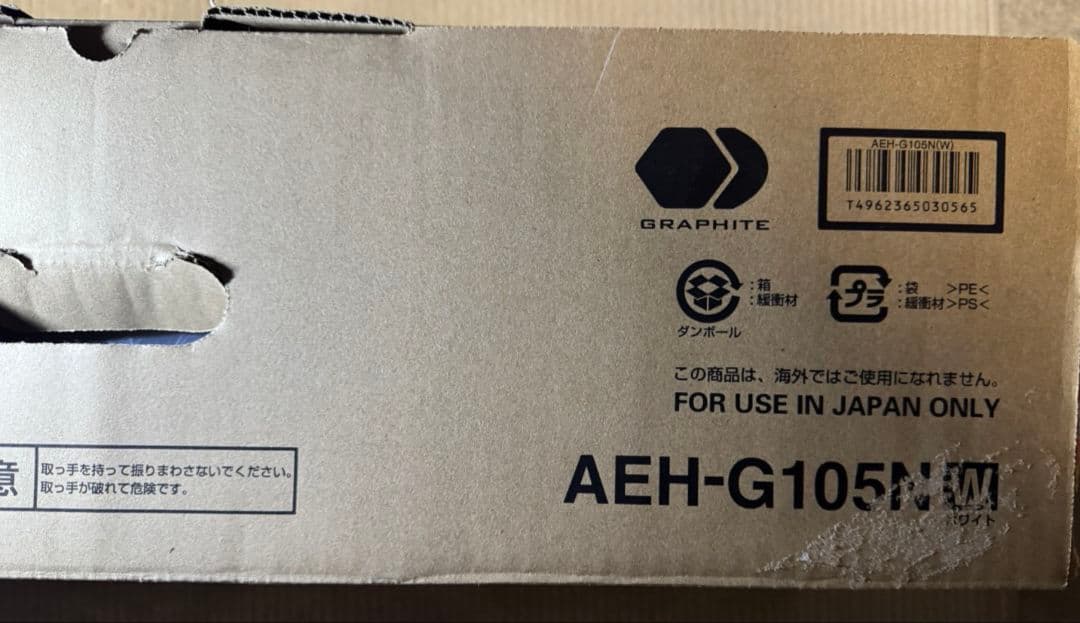 GRAPHITE
AEH-G105N(W)
T4962365030565
:箱
:緩衝材
ダンボール
プラ
:袋 >PE<
:緩衝材>PS<
この商品は、海外ではご使用になれません。
FOR USE IN JAPAN ONLY
意
取っ手を持って振りまわさないでください。
取っ手が破れて危険です。
AEH-G105N W
ホワイト